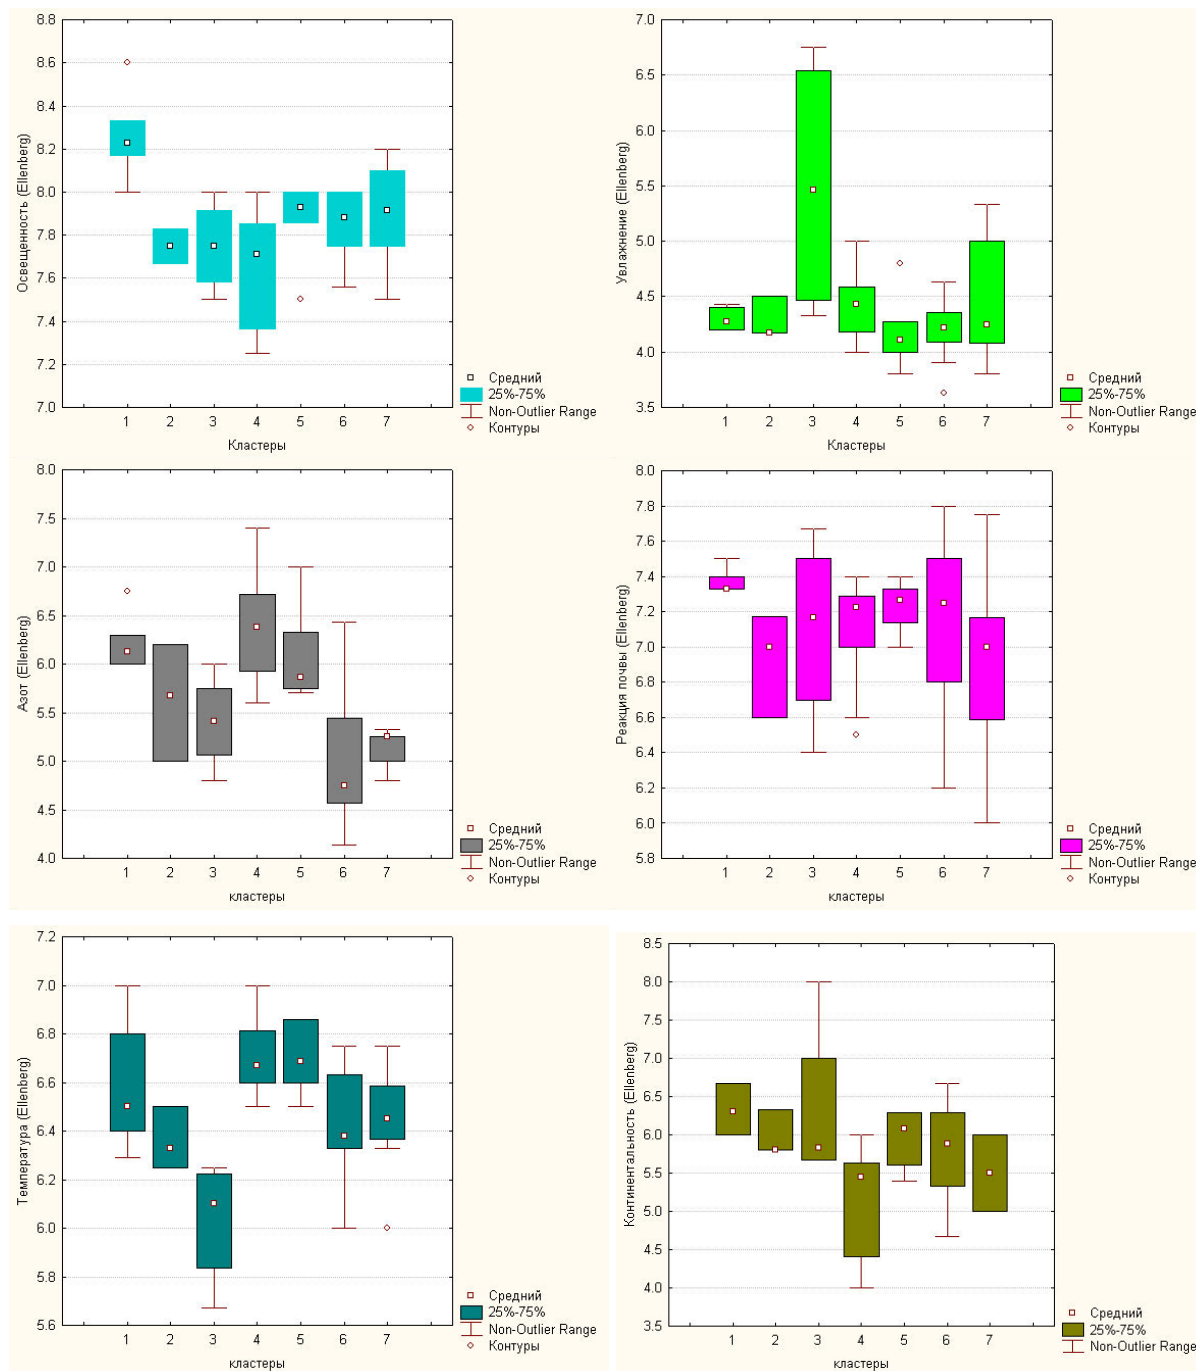 8.8
8.6
8.4
8.2
8.0
7.8
7.6
7.4
7.2
7.0
Освещенность (Ellenberg)
1 2 3 4 5 6 7
Кластеры
Средний
25%-75%
Non-Outlier Range
Контуры
7.0
6.5
6.0
5.5
5.0
4.5
4.0
3.5
Увлажнение (Ellenberg)
1 2 3 4 5 6 7
Кластеры
Средний
25%-75%
Non-Outlier Range
Контуры
8.0
7.5
7.0
6.5
6.0
5.5
5.0
4.5
4.0
Азот (Ellenberg)
1 2 3 4 5 6 7
кластеры
Средний
25%-75%
Non-Outlier Range
Контуры
8.0
7.8
7.6
7.4
7.2
7.0
6.8
6.6
6.4
6.2
6.0
5.8
Реакция почвы (Ellenberg)
1 2 3 4 5 6 7
кластеры
Средний
25%-75%
Non-Outlier Range
Контуры
7.2
7.0
6.8
6.6
6.4
6.2
6.0
5.8
5.6
Температура (Ellenberg)
1 2 3 4 5 6 7
кластеры
Средний
25%-75%
Non-Outlier Range
Контуры
8.5
8.0
7.5
7.0
6.5
6.0
5.5
5.0
4.5
4.0
3.5
Континентальность (Ellenberg)
1 2 3 4 5 6 7
кластеры
Средний
25%-75%
Non-Outlier Range